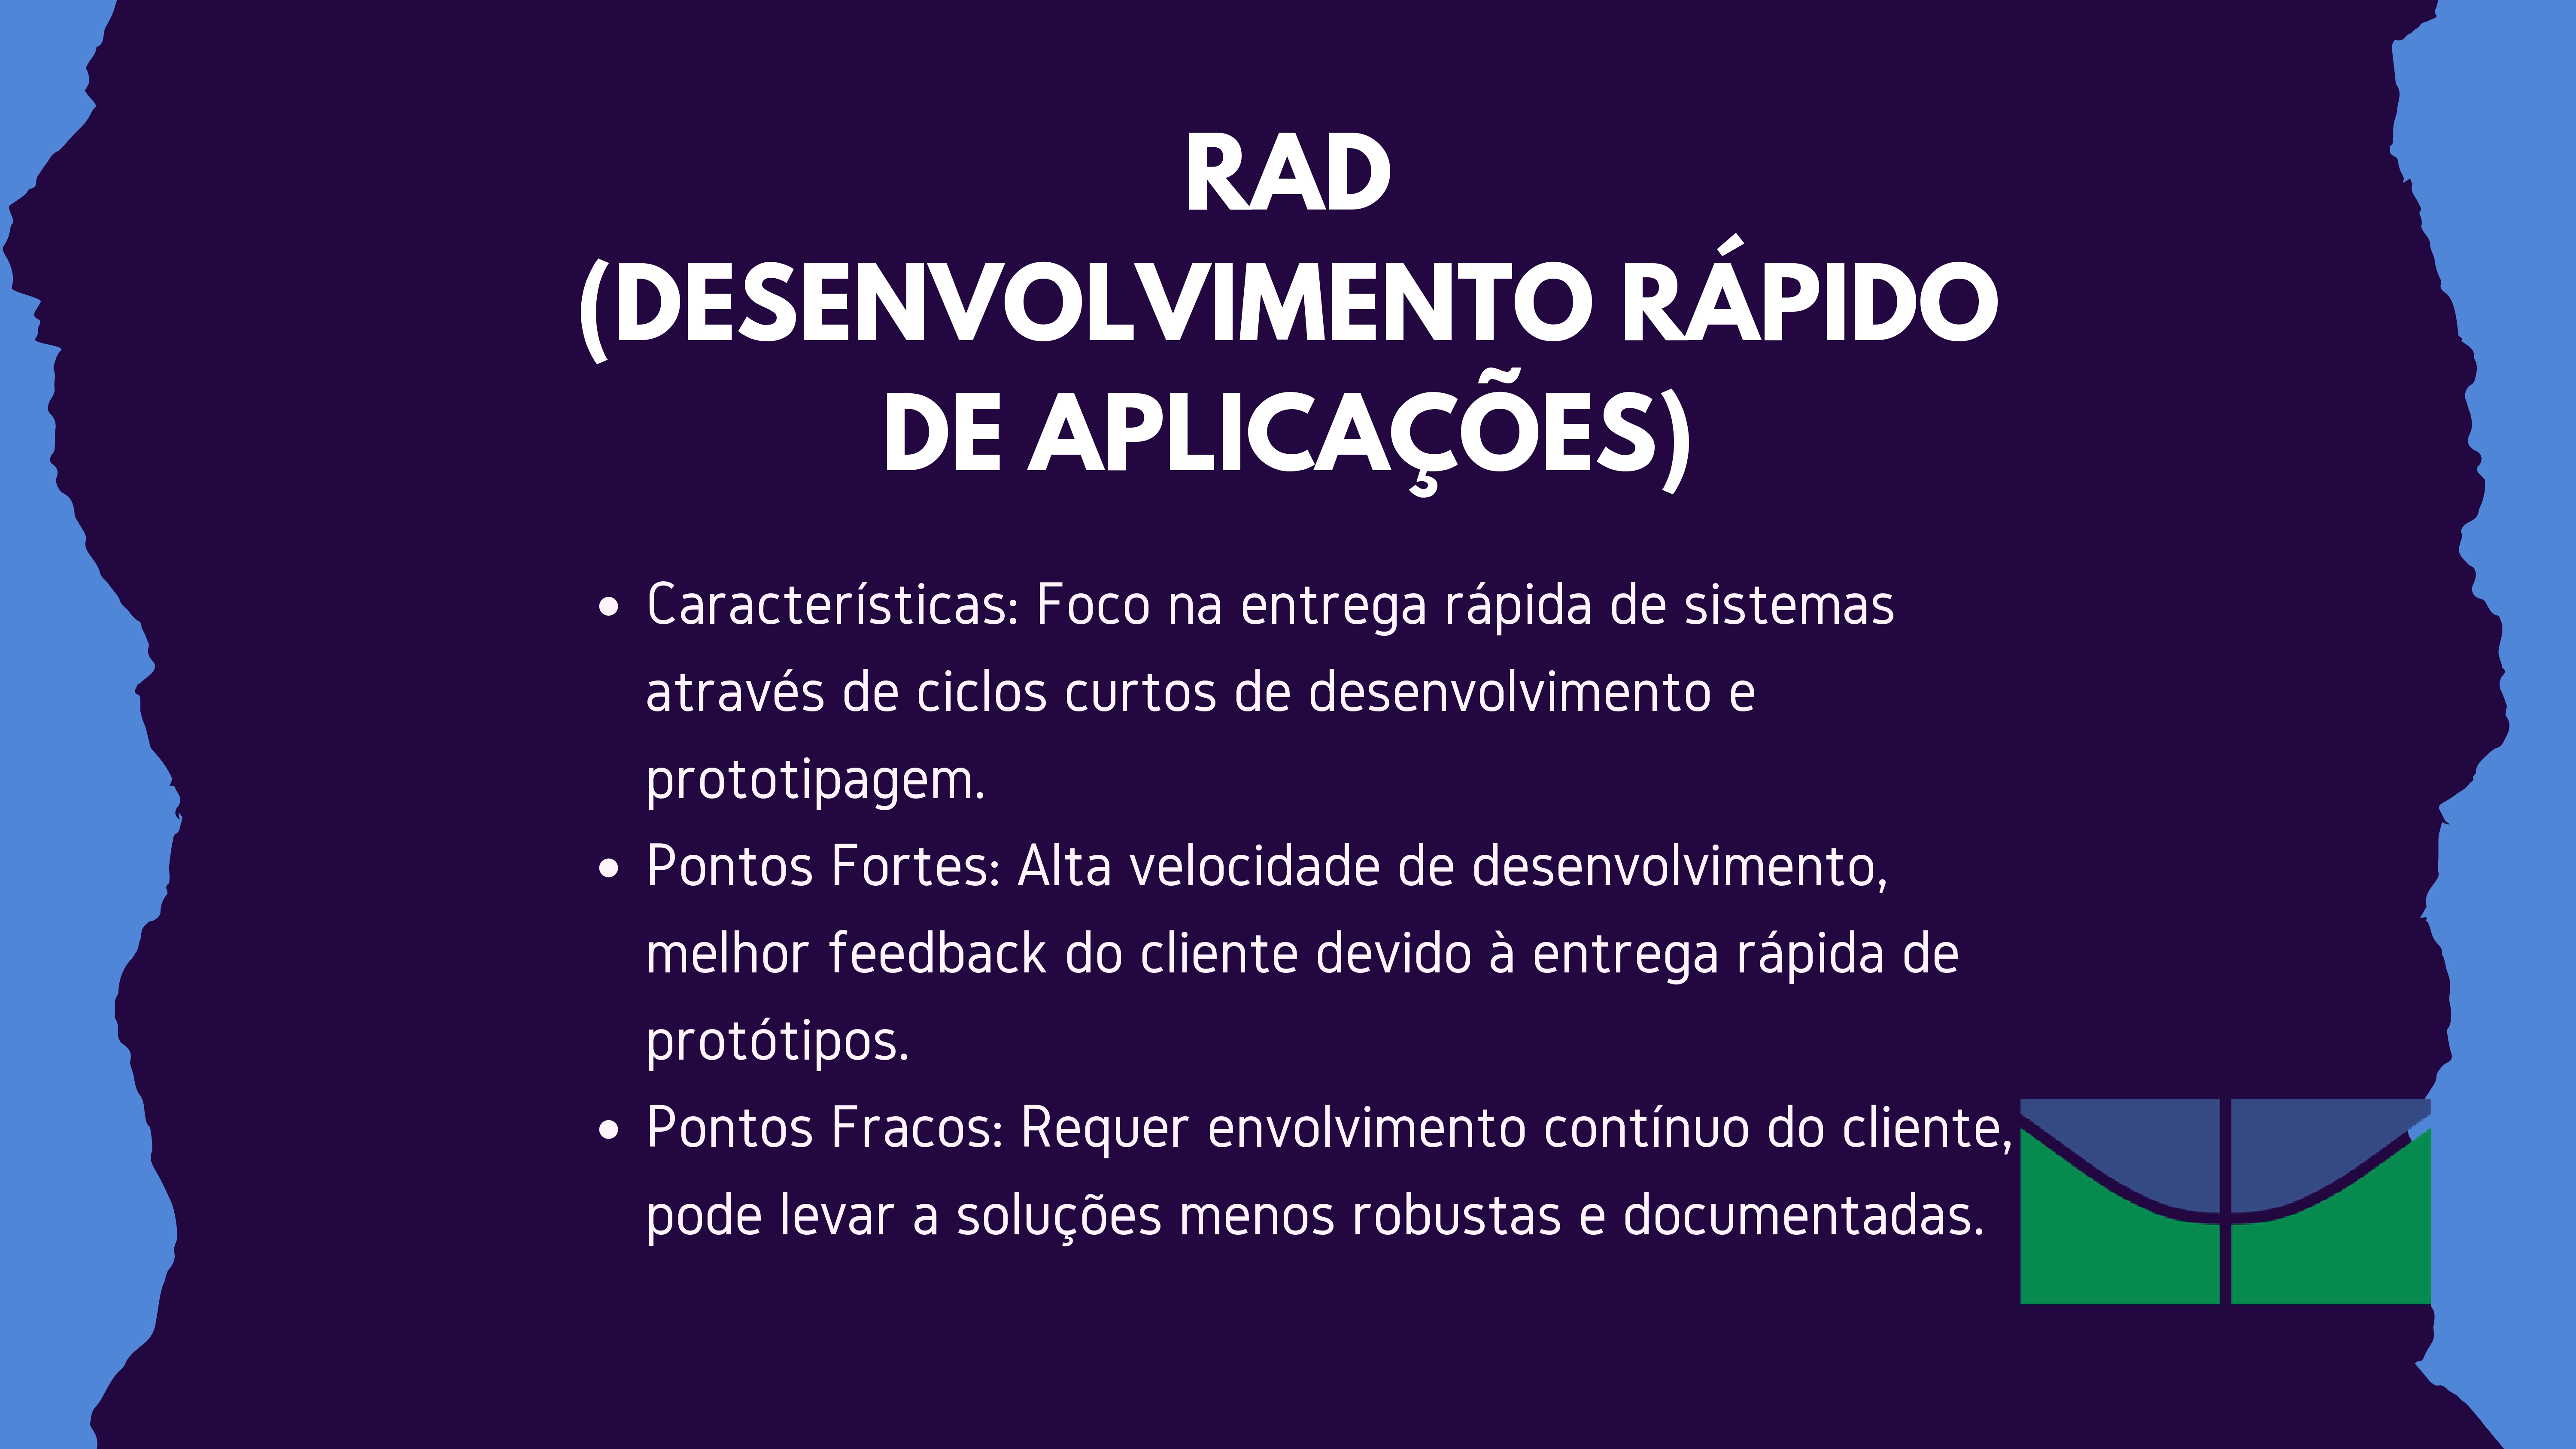 RAD
(DESENVOLVIMENTO RÁPIDO
DE APLICAÇÕES)
• Características: Foco na entrega rápida de sistemas
através de ciclos curtos de desenvolvimento e
prototipagem.
• Pontos Fortes: Alta velocidade de desenvolvimento,
melhor feedback do cliente devido à entrega rápida de
protótipos.
• Pontos Fracos: Requer envolvimento contínuo do cliente,
pode levar a soluções menos robustas e documentadas.